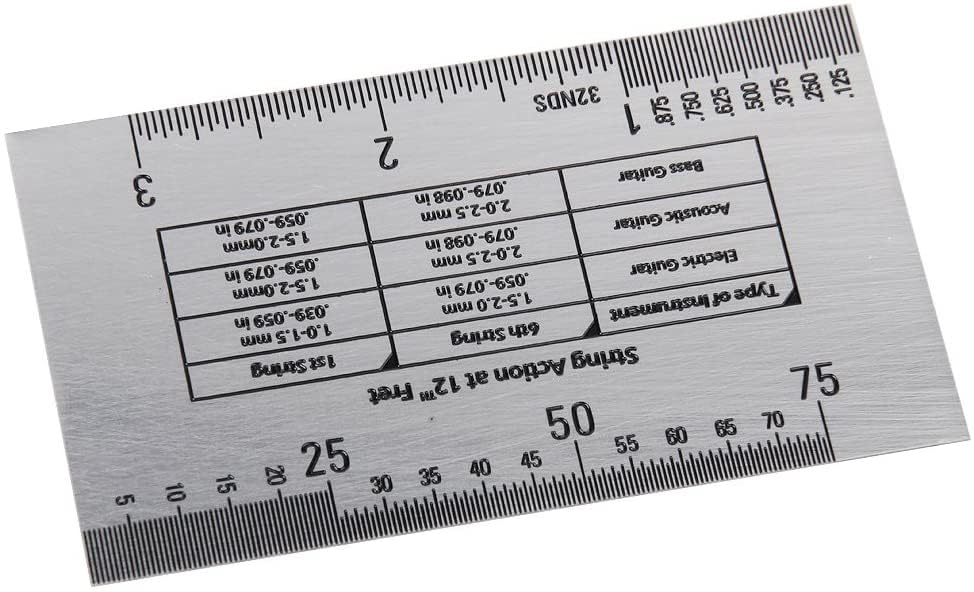 String Action at 12™ Fret
Type of Instrument 6th String 1st String
Electric Guitar 1.5-2.0 mm 1.0-1.5 mm
.059-.079 in .039-.059 in
Acoustic Guitar 2.0-2.5 mm 1.5-2.0mm
.079-.098 in .059-.079 in
Bass Guitar 2.0-2.5 mm 1.5-2.0mm
.079-.098 in .059-.079 in
.125 .250 .375 .500 .625 .750 .875 1 32NDS 2 3
5 10 15 20 25 30 35 40 45 50 55 60 65 70 75